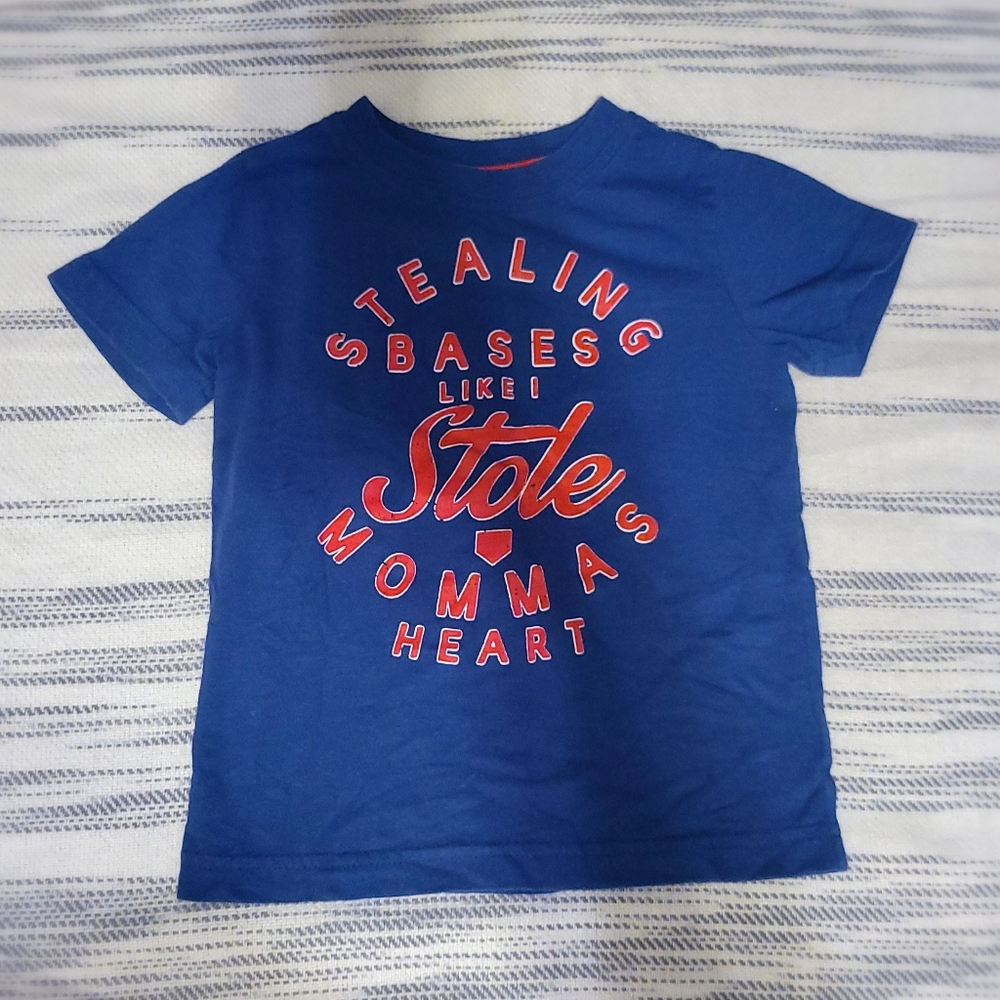 STEALING
BASES
LIKE I
Stole
MOMMAS
HEART